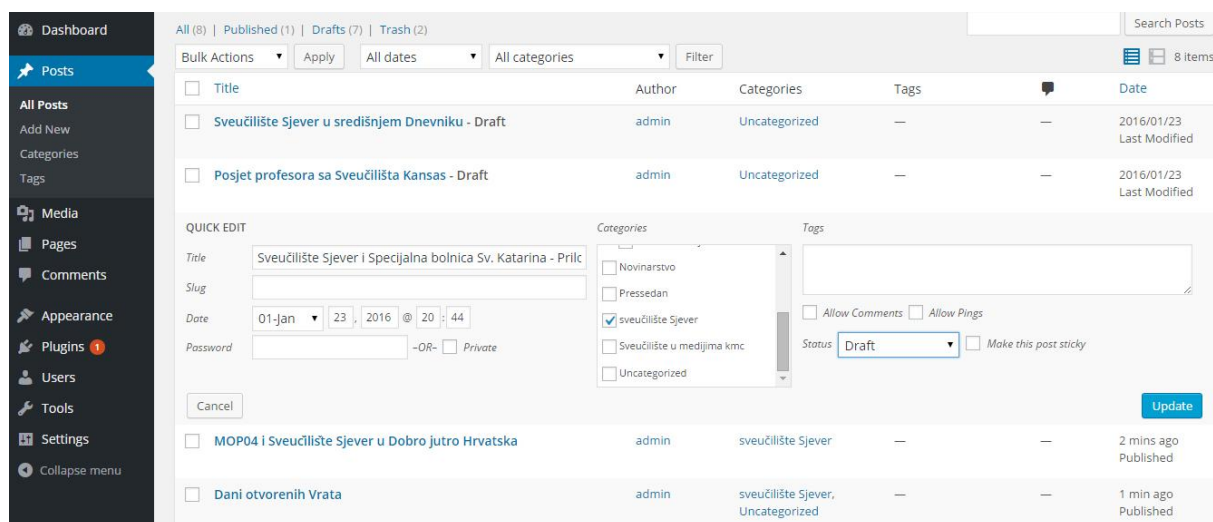 Dashboard
Posts
All Posts
Add New
Categories
Tags
Media
Pages
Comments
Appearance
Plugins 1
Users
Tools
Settings
Collapse menu
All (8) | Published (1) | Drafts (7) | Trash (2)
Search Posts
Bulk Actions Apply All dates All categories Filter
8 items
Title Author Categories Tags Date
Sveučilište Sjever u središnjem Dnevniku - Draft admin Uncategorized — — 2016/01/23
Last Modified
Posjet profesora sa Sveučilišta Kansas - Draft admin Uncategorized — — 2016/01/23
Last Modified
QUICK EDIT
Title Sveučilište Sjever i Specijalna bolnica Sv. Katarina - Prilo
Slug
Date 01-Jan 23 , 2016 @ 20 : 44
Password –OR– Private
Categories
Novinarstvo
Pressedan
sveučilište Sjever
Sveučilište u medijima kmc
Uncategorized
Tags
Allow Comments Allow Pings
Status Draft Make this post sticky
Cancel Update
MOP04 i Sveučilište Sjever u Dobro jutro Hrvatska admin sveučilište Sjever — — 2 mins ago
Published
Dani otvorenih Vrata admin sveučilište Sjever, — — 1 min ago
Uncategorized Published